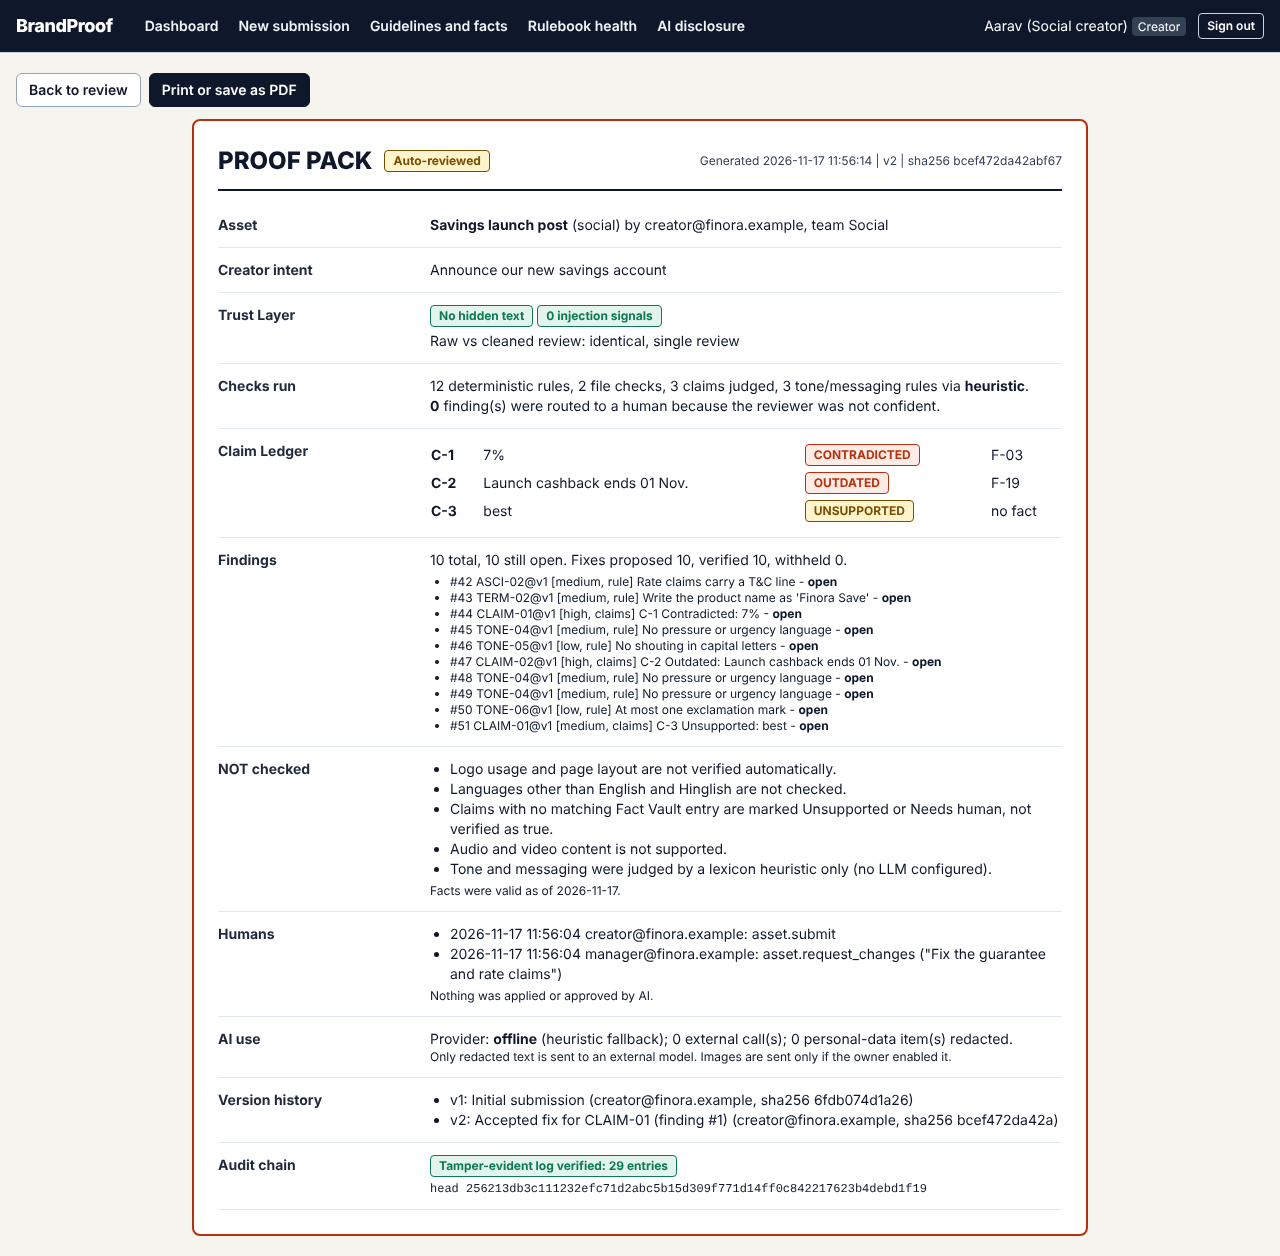 BrandProof Dashboard New submission Guidelines and facts Rulebook health AI disclosure Aarav (Social creator) Creator Sign out
Back to review Print or save as PDF
PROOF PACK Auto-reviewed Generated 2026-11-17 11:56:14 | v2 | sha256 bcef472da42abf67
Asset Savings launch post (social) by creator@finora.example, team Social
Creator intent Announce our new savings account
Trust Layer No hidden text 0 injection signals
Raw vs cleaned review: identical, single review
Checks run 12 deterministic rules, 2 file checks, 3 claims judged, 3 tone/messaging rules via heuristic.
0 finding(s) were routed to a human because the reviewer was not confident.
Claim Ledger C-1 7% CONTRADICTED F-03
C-2 Launch cashback ends 01 Nov. OUTDATED F-19
C-3 best UNSUPPORTED no fact
Findings 10 total, 10 still open. Fixes proposed 10, verified 10, withheld 0.
• #42 ASCI-02@v1 [medium, rule] Rate claims carry a T&C line - open
• #43 TERM-02@v1 [medium, rule] Write the product name as 'Finora Save' - open
• #44 CLAIM-01@v1 [high, claims] C-1 Contradicted: 7% - open
• #45 TONE-04@v1 [medium, rule] No pressure or urgency language - open
• #46 TONE-05@v1 [low, rule] No shouting in capital letters - open
• #47 CLAIM-02@v1 [high, claims] C-2 Outdated: Launch cashback ends 01 Nov. - open
• #48 TONE-04@v1 [medium, rule] No pressure or urgency language - open
• #49 TONE-04@v1 [medium, rule] No pressure or urgency language - open
• #50 TONE-06@v1 [low, rule] At most one exclamation mark - open
• #51 CLAIM-01@v1 [medium, claims] C-3 Unsupported: best - open
NOT checked • Logo usage and page layout are not verified automatically.
• Languages other than English and Hinglish are not checked.
• Claims with no matching Fact Vault entry are marked Unsupported or Needs human, not
verified as true.
• Audio and video content is not supported.
• Tone and messaging were judged by a lexicon heuristic only (no LLM configured).
Facts were valid as of 2026-11-17.
Humans • 2026-11-17 11:56:04 creator@finora.example: asset.submit
• 2026-11-17 11:56:04 manager@finora.example: asset.request_changes ("Fix the guarantee
and rate claims")
Nothing was applied or approved by AI.
AI use Provider: offline (heuristic fallback); 0 external call(s); 0 personal-data item(s) redacted.
Only redacted text is sent to an external model. Images are sent only if the owner enabled it.
Version history • v1: Initial submission (creator@finora.example, sha256 6fdb074d1a26)
• v2: Accepted fix for CLAIM-01 (finding #1) (creator@finora.example, sha256 bcef472da42a)
Audit chain Tamper-evident log verified: 29 entries
head 256213db3c111232efc71d2abc5b15d309f771d14ff0c842217623b4debd1f19